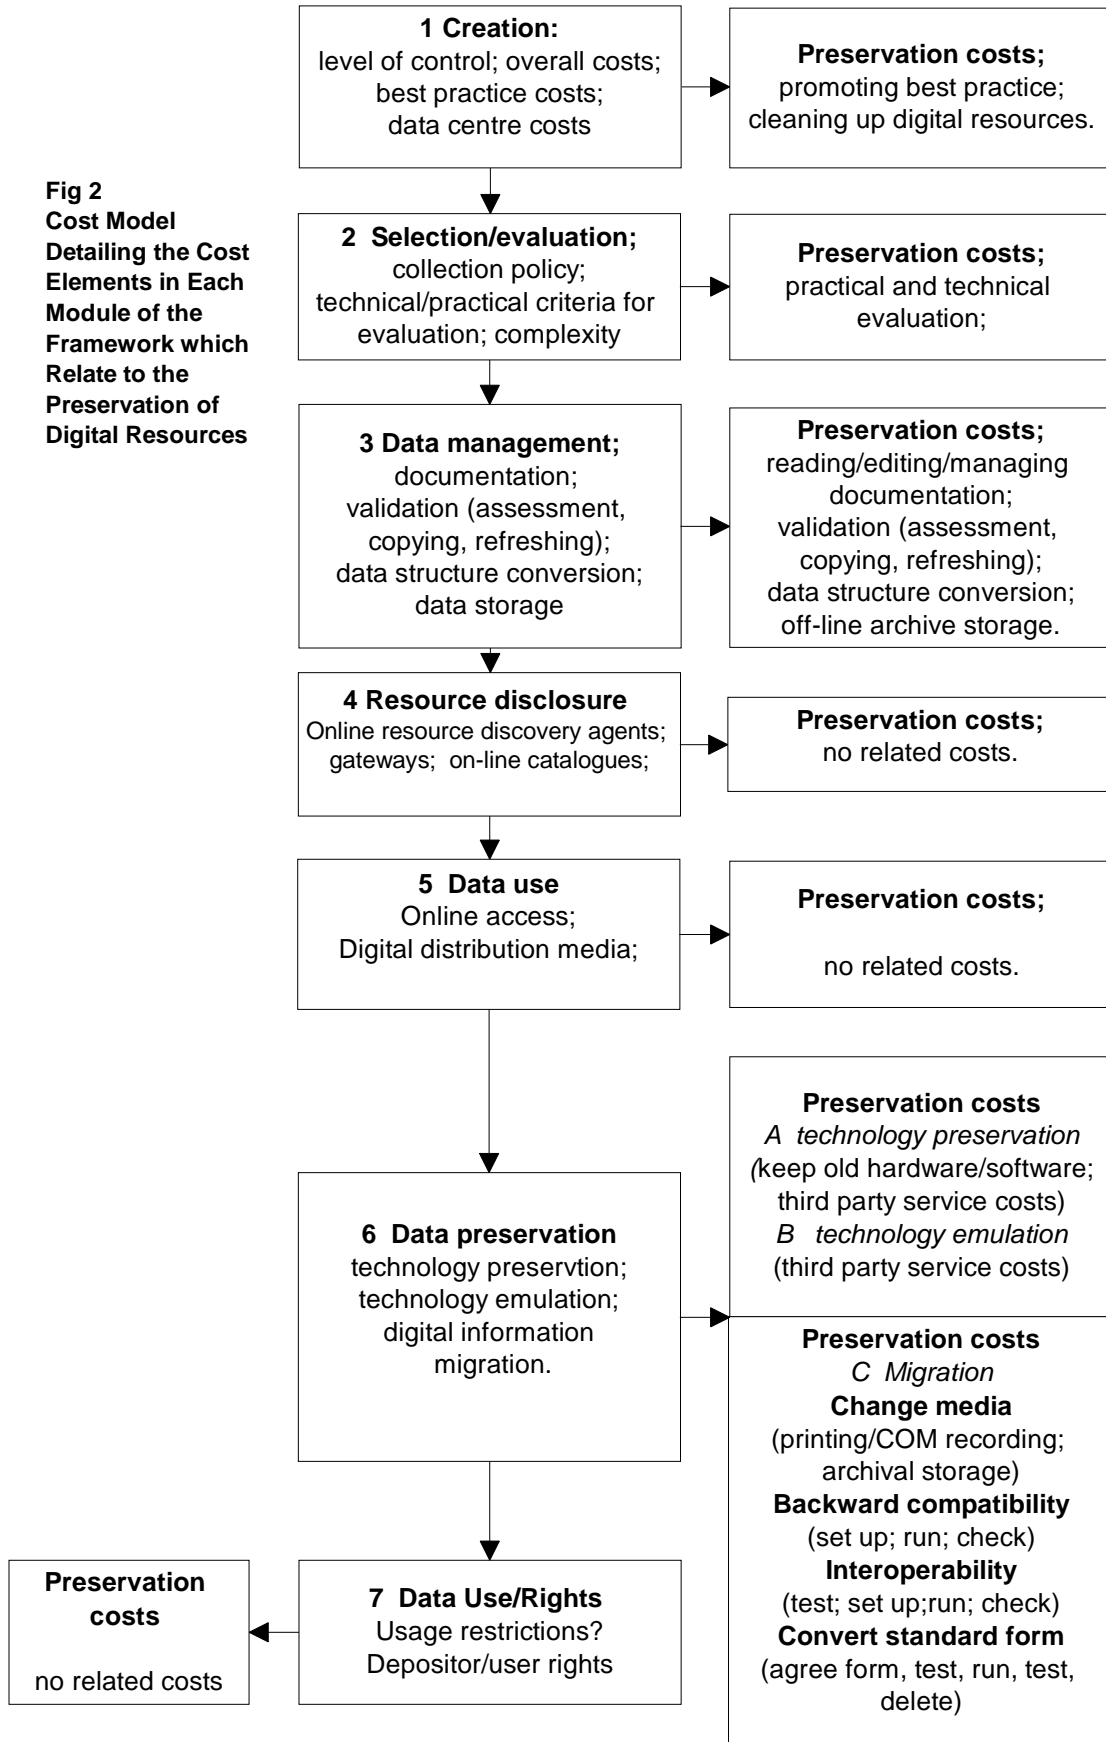 1 Creation:
level of control; overall costs;
best practice costs;
data centre costs
Preservation costs;
promoting best practice;
cleaning up digital resources.
Fig 2
Cost Model
Detailing the Cost
Elements in Each
Module of the
Framework which
Relate to the
Preservation of
Digital Resources
2 Selection/evaluation;
collection policy;
technical/practical criteria for
evaluation; complexity
Preservation costs;
practical and technical
evaluation;
3 Data management;
documentation;
validation (assessment,
copying, refreshing);
data structure conversion;
data storage
Preservation costs;
reading/editing/managing
documentation;
validation (assessment,
copying, refreshing);
data structure conversion;
off-line archive storage.
4 Resource disclosure
Online resource discovery agents;
gateways; on-line catalogues;
Preservation costs;
no related costs.
5 Data use
Online access;
Digital distribution media;
Preservation costs;
no related costs.
6 Data preservation
technology preservtion;
technology emulation;
digital information
migration.
Preservation costs
A technology preservation
(keep old hardware/software;
third party service costs)
B technology emulation
(third party service costs)
Preservation costs
C Migration
Change media
(printing/COM recording;
archival storage)
Backward compatibility
(set up; run; check)
Interoperability
(test; set up;run; check)
Convert standard form
(agree form, test, run, test,
delete)
7 Data Use/Rights
Usage restrictions?
Depositor/user rights
Preservation
costs
no related costs